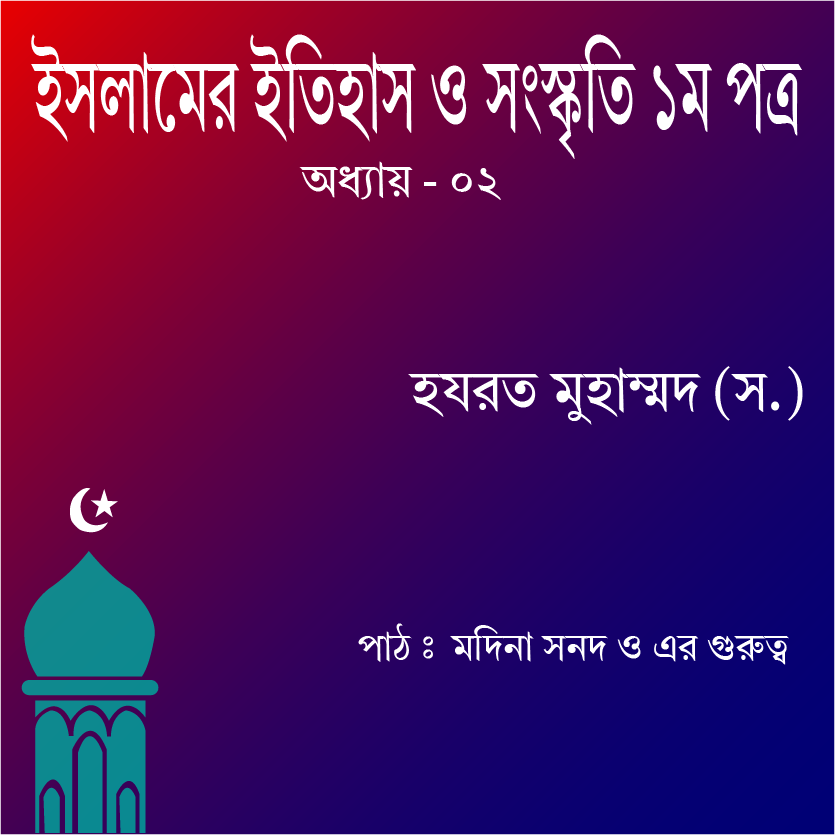 ইসলামের ইতিহাস ও সংস্কৃতি ১ম পত্র
অধ্যায় - ০২
হযরত মুহাম্মদ (স.)
পাঠ ঃ মদিনা সনদ ও এর গুরুত্ব